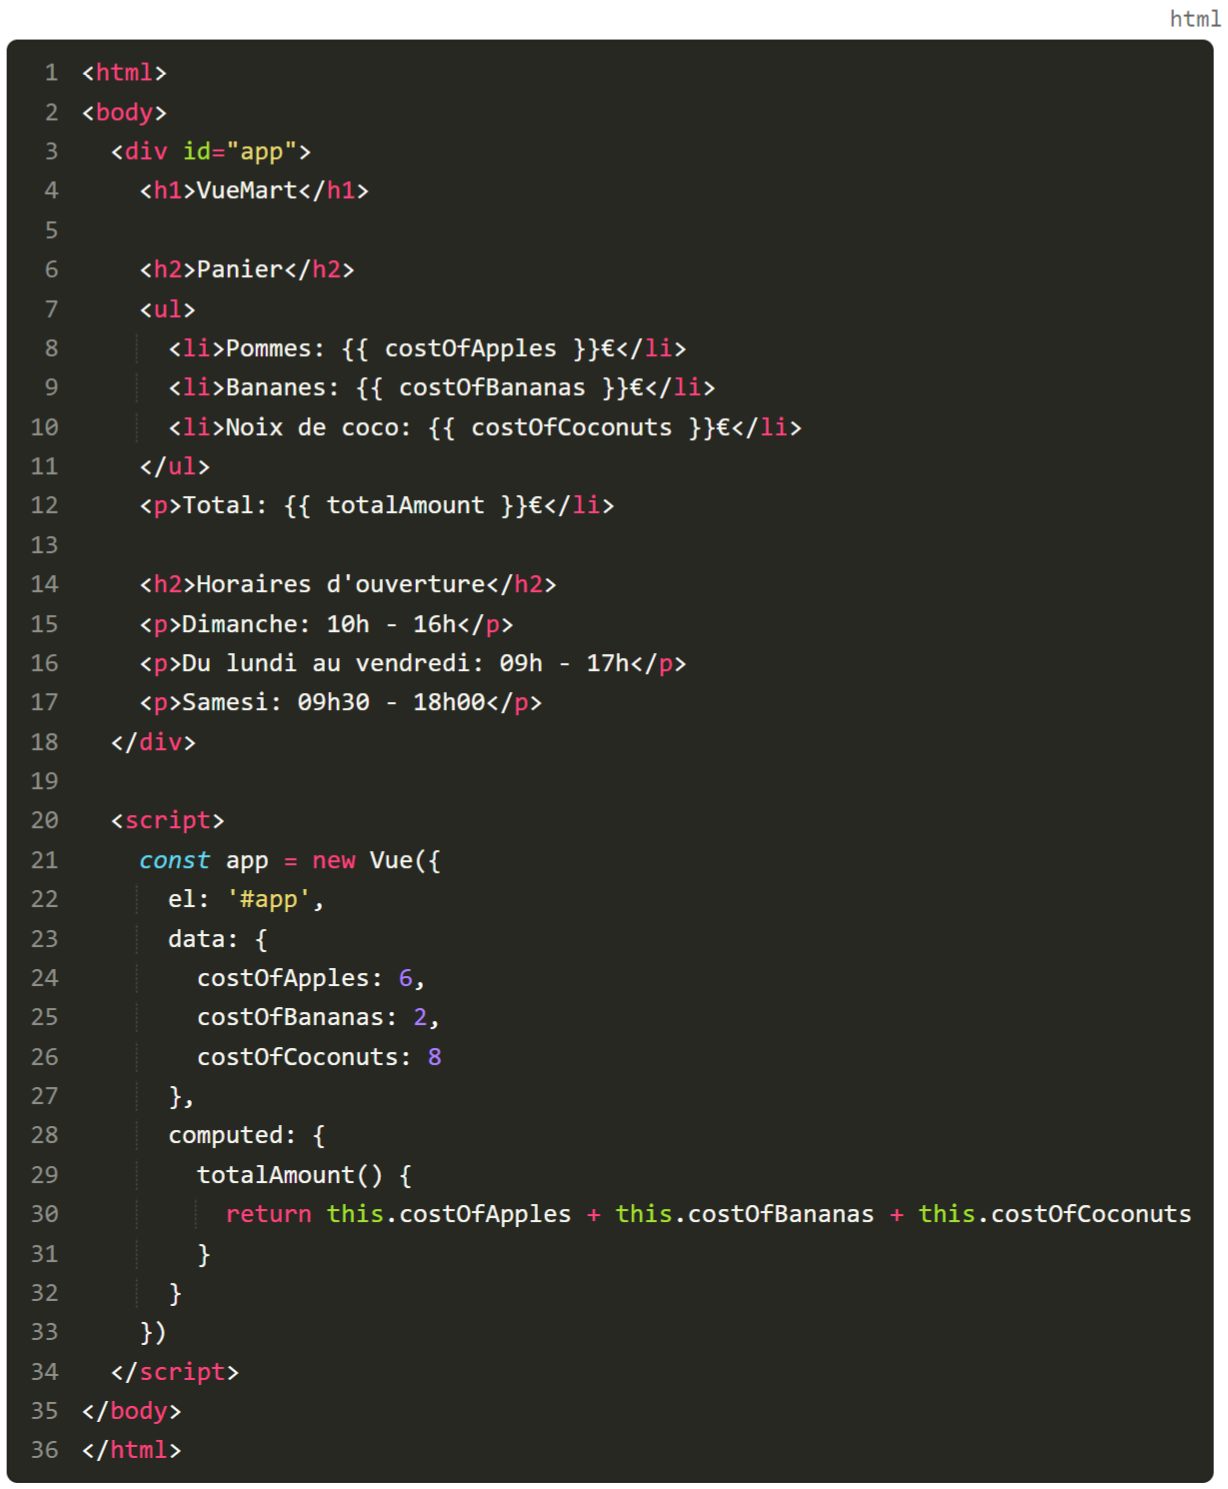 html
1 <html>
2 <body>
3   <div id="app">
4     <h1>VueMart</h1>
5
6     <h2>Panier</h2>
7     <ul>
8       <li>Pommes: {{ costOfApples }}€</li>
9       <li>Bananes: {{ costOfBananas }}€</li>
10       <li>Noix de coco: {{ costOfCoconuts }}€</li>
11     </ul>
12     <p>Total: {{ totalAmount }}€</li>
13
14     <h2>Horaires d'ouverture</h2>
15     <p>Dimanche: 10h - 16h</p>
16     <p>Du lundi au vendredi: 09h - 17h</p>
17     <p>Samesi: 09h30 - 18h00</p>
18   </div>
19
20   <script>
21     const app = new Vue({
22       el: '#app',
23       data: {
24         costOfApples: 6,
25         costOfBananas: 2,
26         costOfCoconuts: 8
27       },
28       computed: {
29         totalAmount() {
30           return this.costOfApples + this.costOfBananas + this.costOfCoconuts
31         }
32       }
33     })
34   </script>
35 </body>
36 </html>